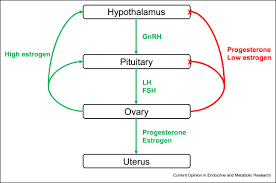 Hypothalamus
GnRH
High estrogen
Progesterone
Low estrogen
Pituitary
LH
FSH
Ovary
Progesterone
Estrogen
Uterus
Current Opinion in Endocrine and Metabolic Research